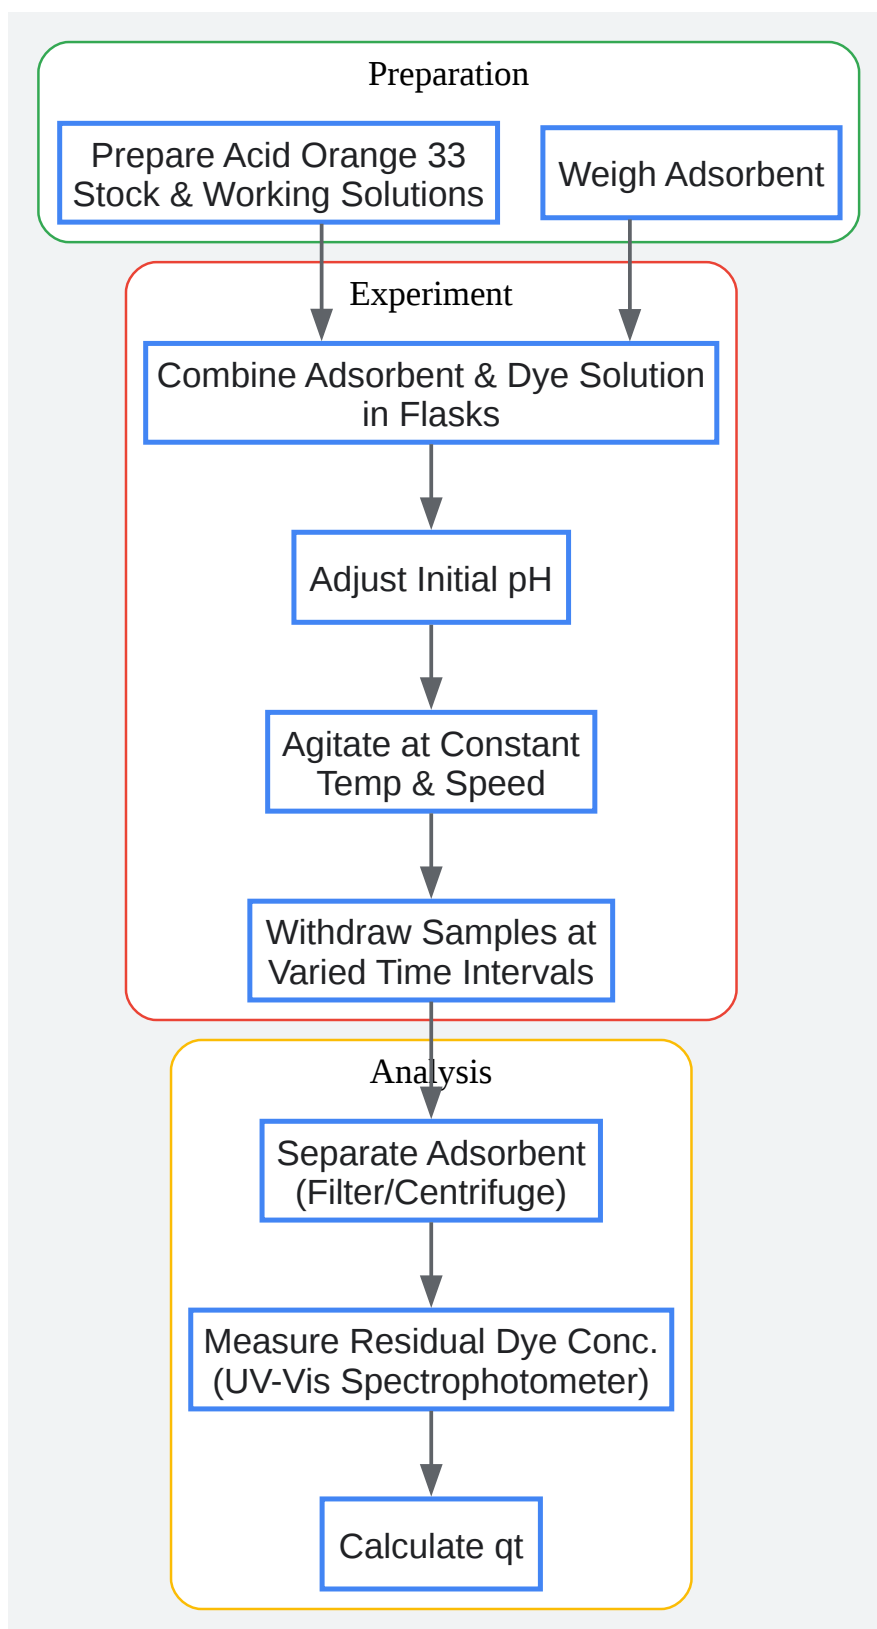 Preparation
Prepare Acid Orange 33
Stock & Working Solutions
Weigh Adsorbent
Experiment
Combine Adsorbent & Dye Solution
in Flasks
Adjust Initial pH
Agitate at Constant
Temp & Speed
Withdraw Samples at
Varied Time Intervals
Analysis
Separate Adsorbent
(Filter/Centrifuge)
Measure Residual Dye Conc.
(UV-Vis Spectrophotometer)
Calculate qt